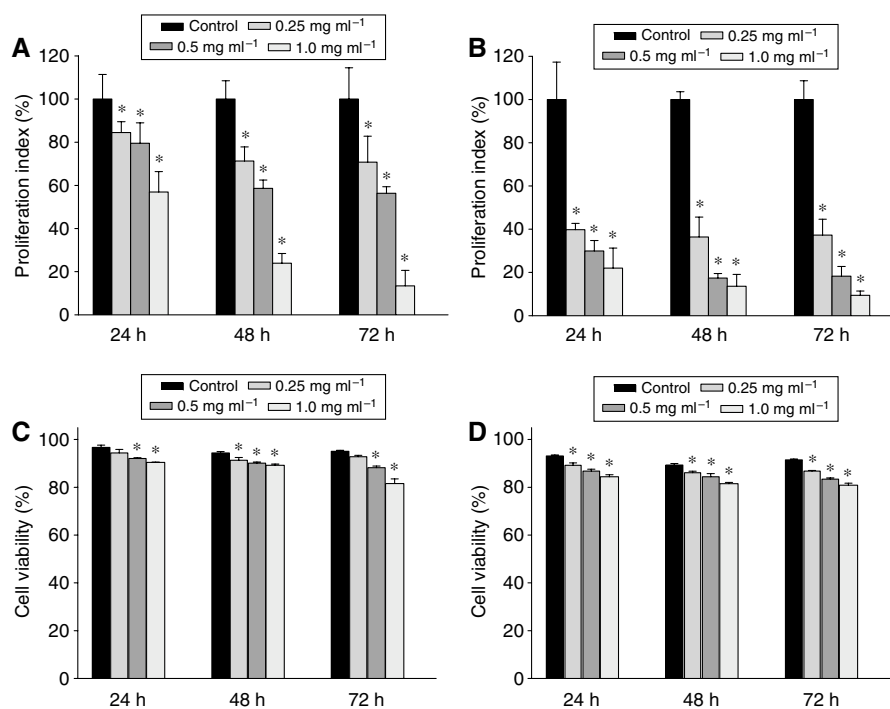 A
Control 0.25 mg ml⁻¹
0.5 mg ml⁻¹ 1.0 mg ml⁻¹
Proliferation index (%)
120
100
80
60
40
20
0
* * *
* * *
* * *
24 h 48 h 72 h
B
Control 0.25 mg ml⁻¹
0.5 mg ml⁻¹ 1.0 mg ml⁻¹
Proliferation index (%)
120
100
80
60
40
20
0
* * *
* * *
* * *
24 h 48 h 72 h
C
Control 0.25 mg ml⁻¹
0.5 mg ml⁻¹ 1.0 mg ml⁻¹
Cell viability (%)
100
80
60
40
20
0
* *
* * *
* *
24 h 48 h 72 h
D
Control 0.25 mg ml⁻¹
0.5 mg ml⁻¹ 1.0 mg ml⁻¹
Cell viability (%)
100
80
60
40
20
0
* * *
* * *
* * *
24 h 48 h 72 h